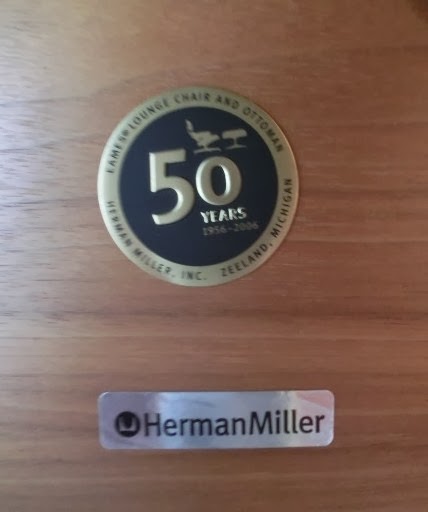 EAMES® LOUNGE CHAIR AND OTTOMAN
50
YEARS
1956-2006
HERMAN MILLER, INC. ZEELAND, MICHIGAN
HermanMiller